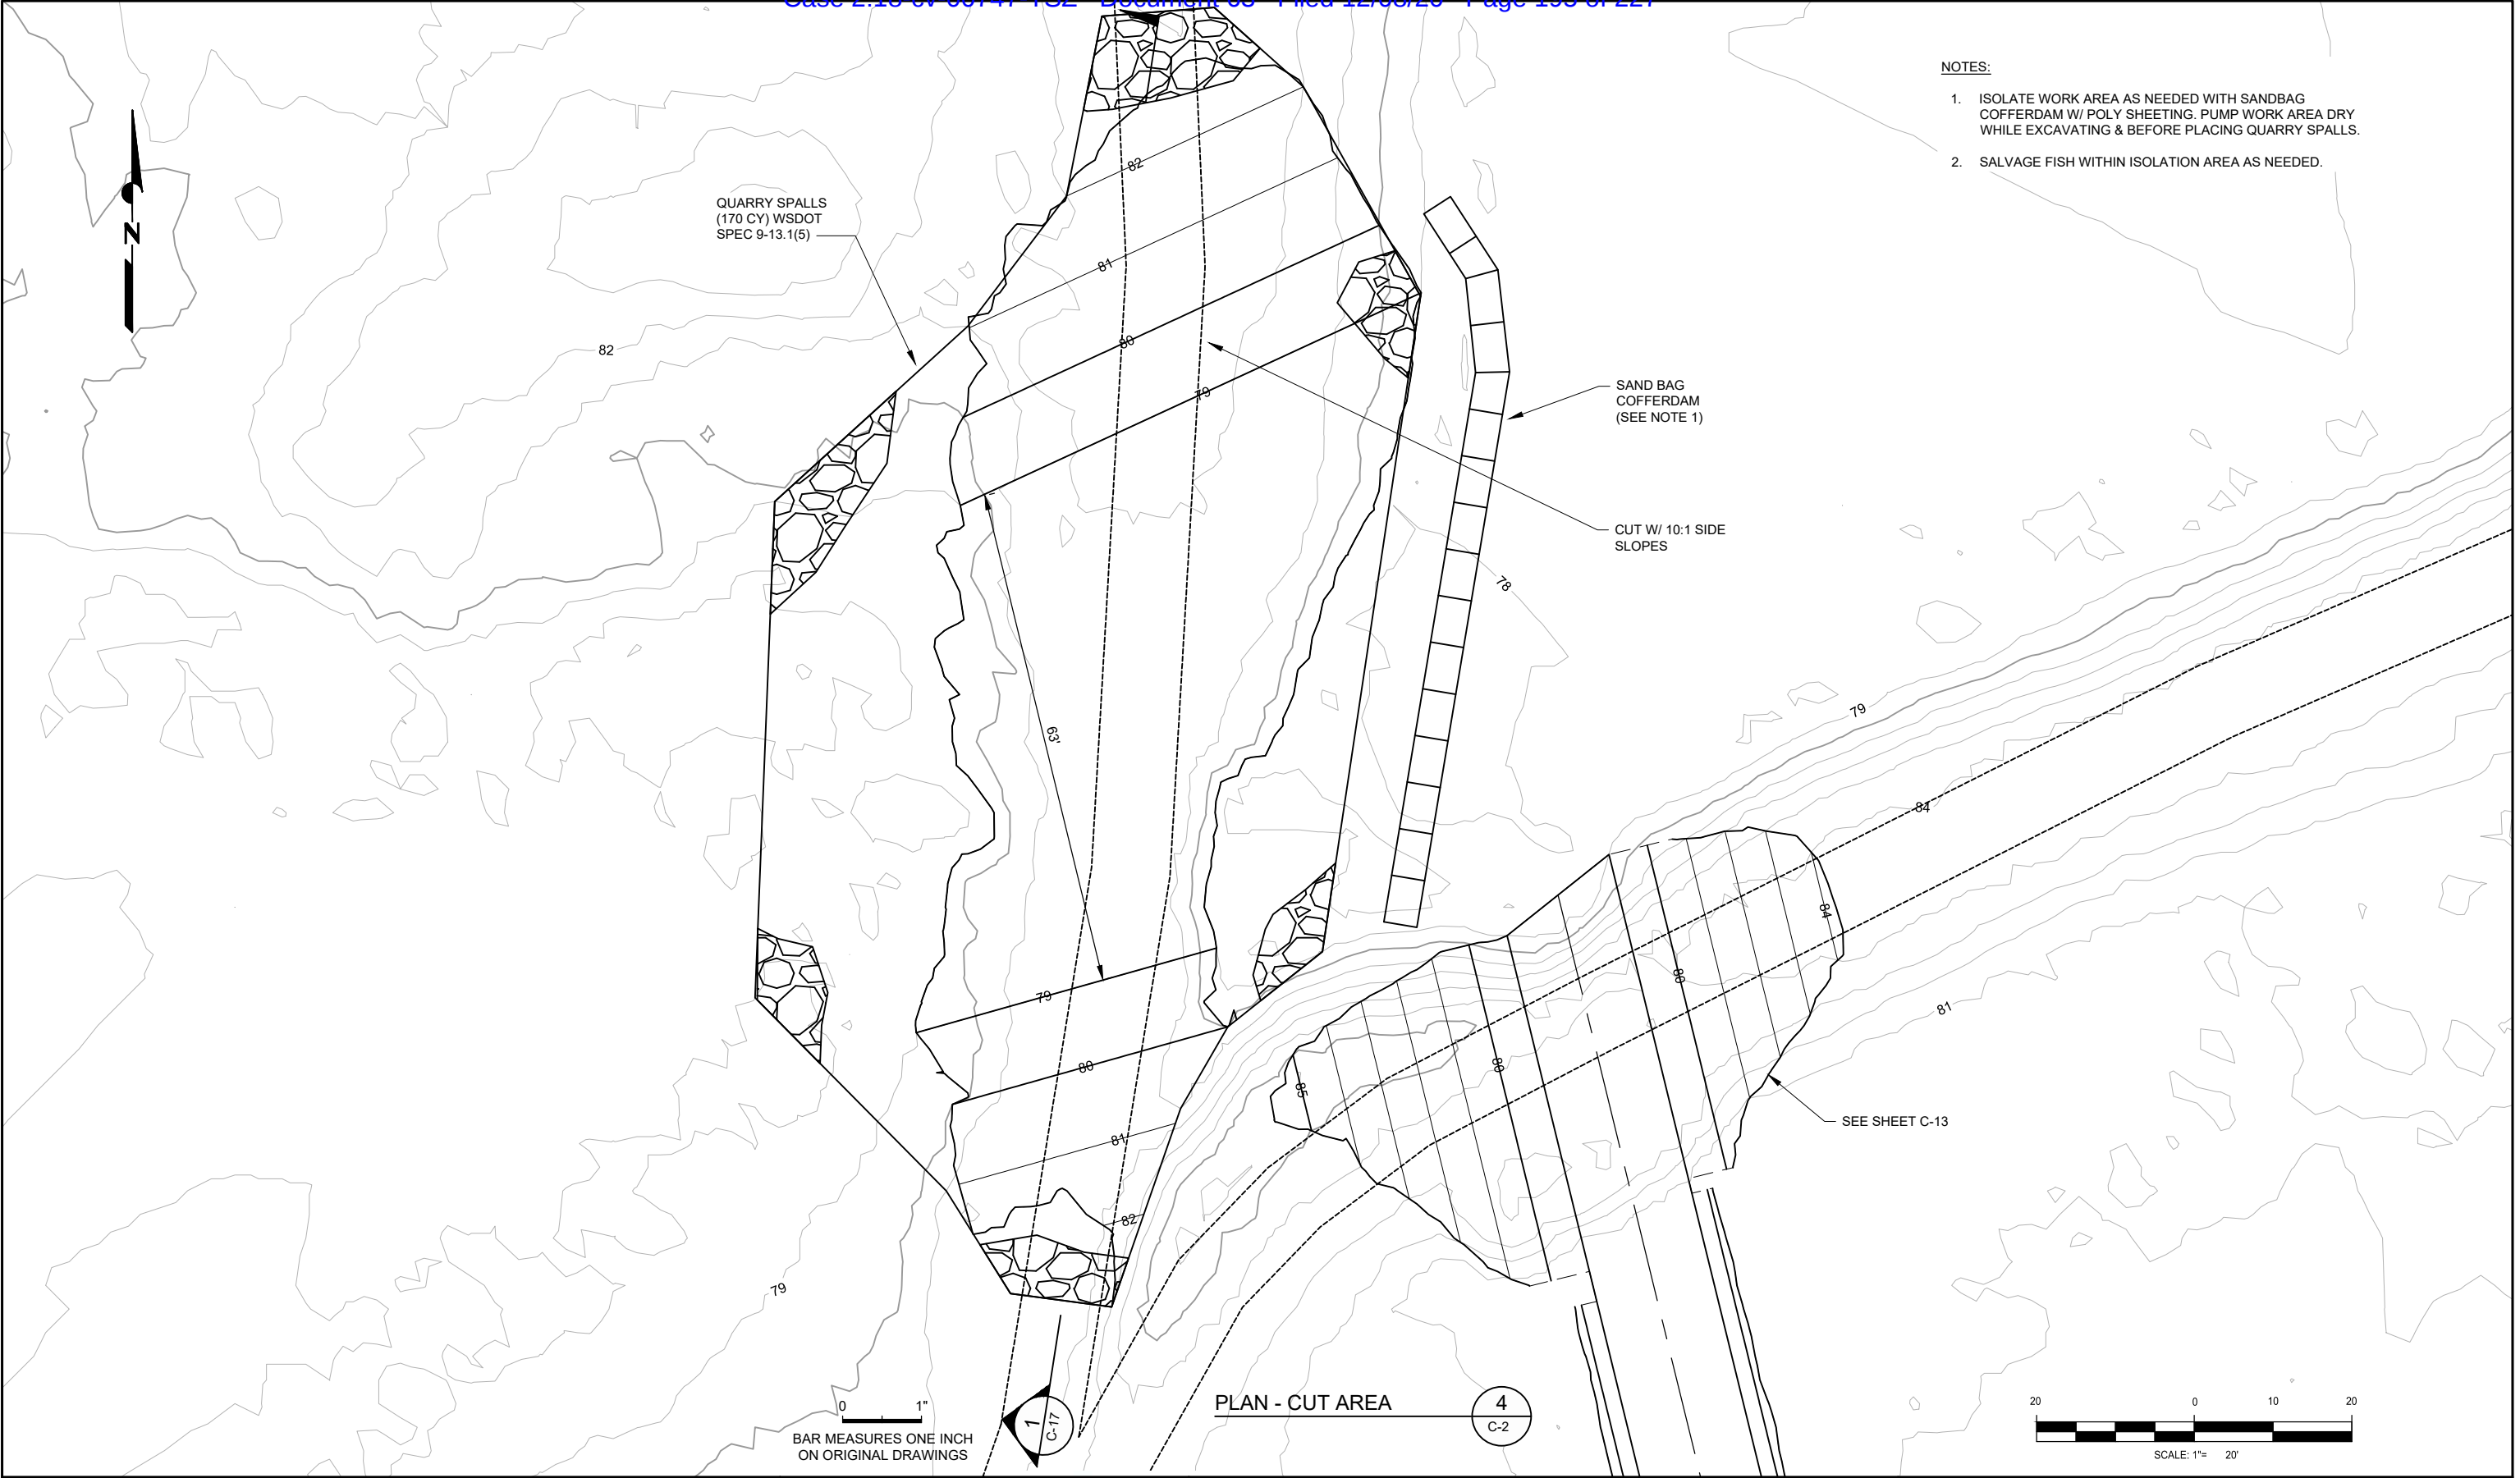 NOTES:
1. ISOLATE WORK AREA AS NEEDED WITH SANDBAG
COFFERDAM W/ POLY SHEETING. PUMP WORK AREA DRY
WHILE EXCAVATING & BEFORE PLACING QUARRY SPALLS.
2. SALVAGE FISH WITHIN ISOLATION AREA AS NEEDED.
N
QUARRY SPALLS
(170 CY) WSDOT
SPEC 9-13.1(5)
82
81
80
79
82
SAND BAG
COFFERDAM
(SEE NOTE 1)
CUT W/ 10:1 SIDE
SLOPES
78
63'
79
84
84
80
81
79
80
81
82
80
85
SEE SHEET C-13
79
0 1"
BAR MEASURES ONE INCH
ON ORIGINAL DRAWINGS
1
C-17
PLAN - CUT AREA
4
C-2
20 0 10 20
SCALE: 1"= 20'